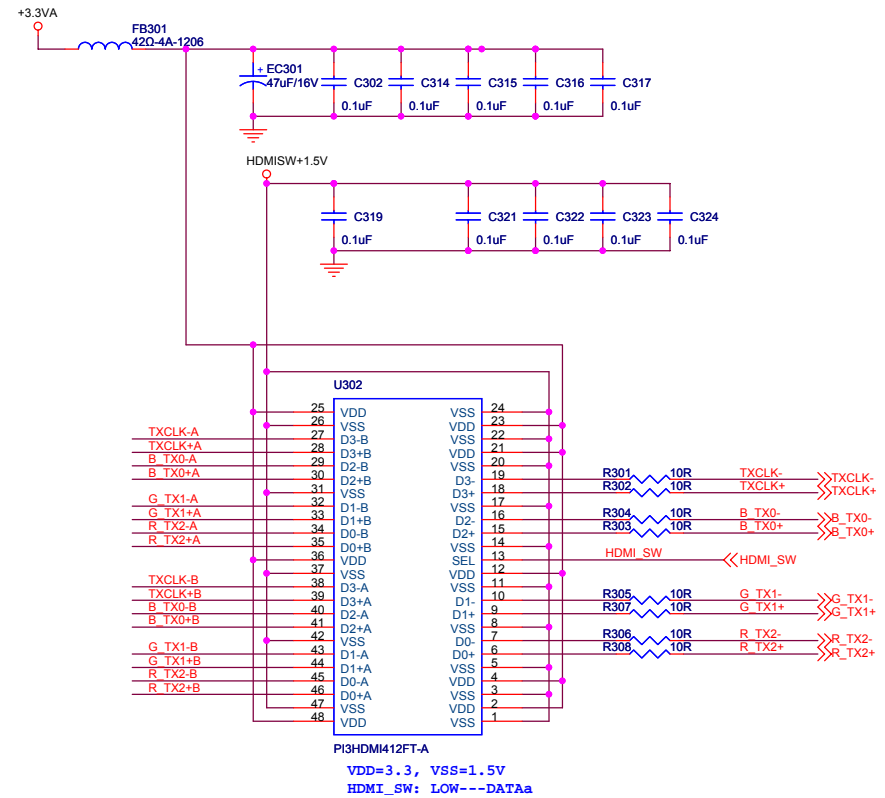 +3.3VA
FB301
42Ω-4A-1206
+ EC301
47uF/16V
C302
0.1uF
C314
0.1uF
C315
0.1uF
C316
0.1uF
C317
0.1uF
HDMISW+1.5V
C319
0.1uF
C321
0.1uF
C322
0.1uF
C323
0.1uF
C324
0.1uF
U302
25 VDD VSS 24
26 VSS VDD 23
TXCLK-A 27 D3-B VSS 22
TXCLK+A 28 D3+B VDD 21
B_TX0-A 29 D2-B VSS 20
B_TX0+A 30 D2+B D3- 19 R301 10R TXCLK- TXCLK-
31 VSS D3+ 18 R302 10R TXCLK+ TXCLK+
G_TX1-A 32 D1-B VSS 17
G_TX1+A 33 D1+B D2- 16 R304 10R B_TX0- B_TX0-
R_TX2-A 34 D0-B D2+ 15 R303 10R B_TX0+ B_TX0+
R_TX2+A 35 D0+B VSS 14
36 VDD SEL 13 HDMI_SW HDMI_SW
37 VSS VDD 12
TXCLK-B 38 D3-A VSS 11
TXCLK+B 39 D3+A D1- 10 R305 10R G_TX1- G_TX1-
B_TX0-B 40 D2-A D1+ 9 R307 10R G_TX1+ G_TX1+
B_TX0+B 41 D2+A VSS 8
42 VSS D0- 7 R306 10R R_TX2- R_TX2-
G_TX1-B 43 D1-A D0+ 6 R308 10R R_TX2+ R_TX2+
G_TX1+B 44 D1+A VSS 5
R_TX2-B 45 D0-A VDD 4
R_TX2+B 46 D0+A VSS 3
47 VSS VDD 2
48 VDD VSS 1
PI3HDMI412FT-A
VDD=3.3, VSS=1.5V
HDMI_SW: LOW---DATAa